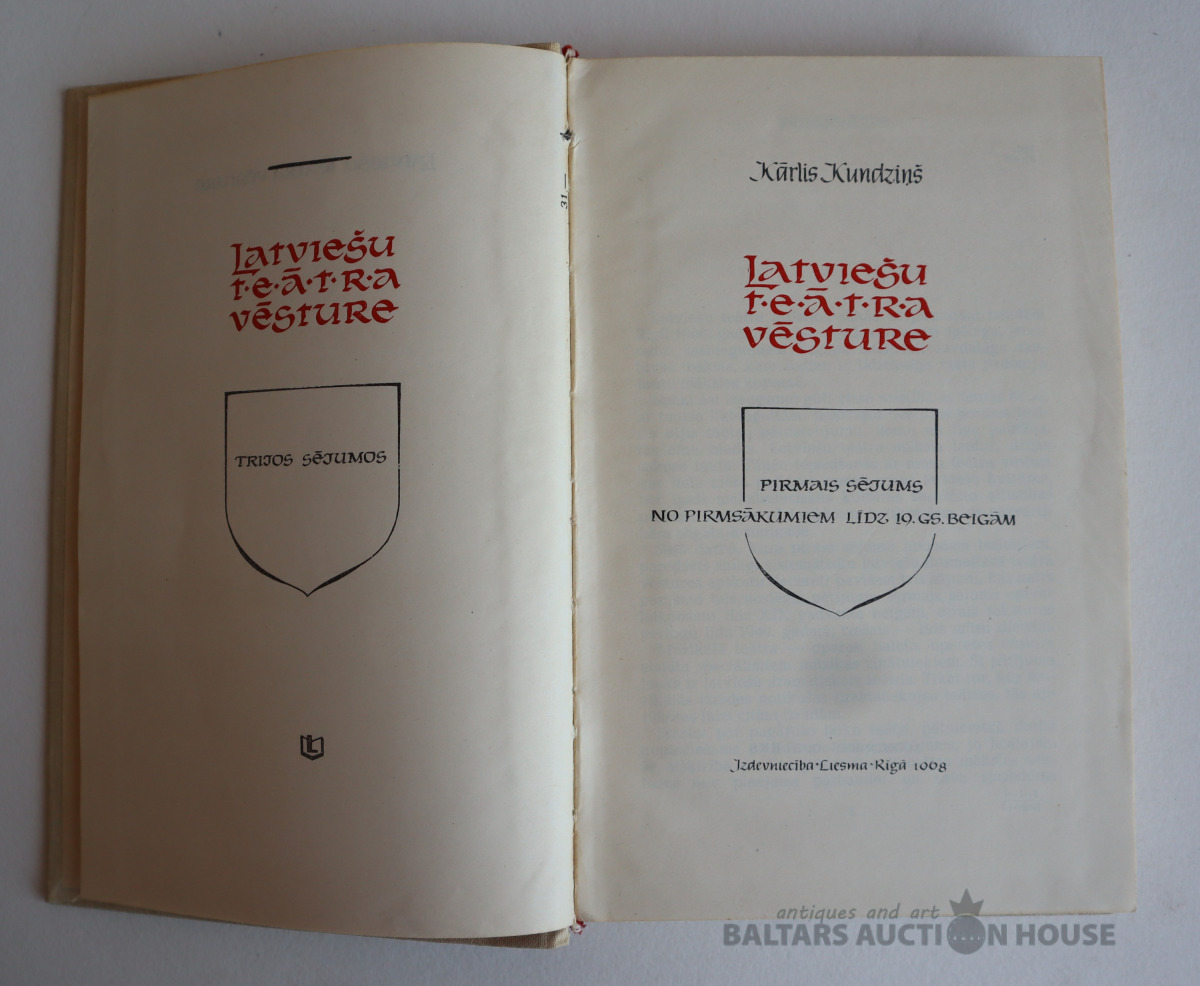 Latviešu
t·e·ā·t·r·a
vēsture
TRIJOS SĒJUMOS
31 —
Kārlis Kundziņš
Latviešu
t·e·ā·t·r·a
vēsture
PIRMAIS SĒJUMS
NO PIRMSĀKUMIEM LĪDZ 19. GS. BEIGĀM
Izdevniecība·Liesma·Rīgā 1968
antiques and art
BALTARS AUCTION HOUSE